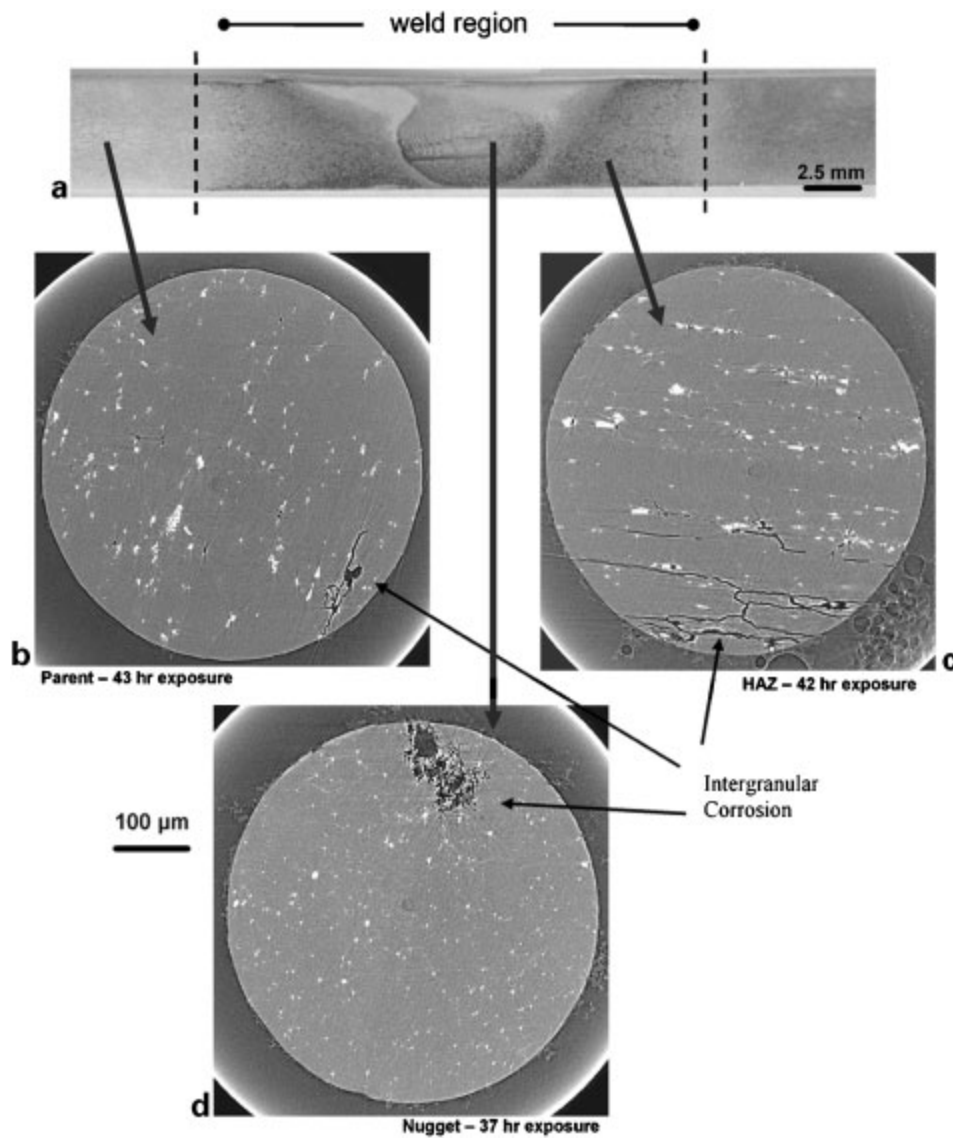 weld region
a
2.5 mm
b
Parent – 43 hr exposure
c
HAZ – 42 hr exposure
Intergranular
Corrosion
100 µm
d
Nugget – 37 hr exposure